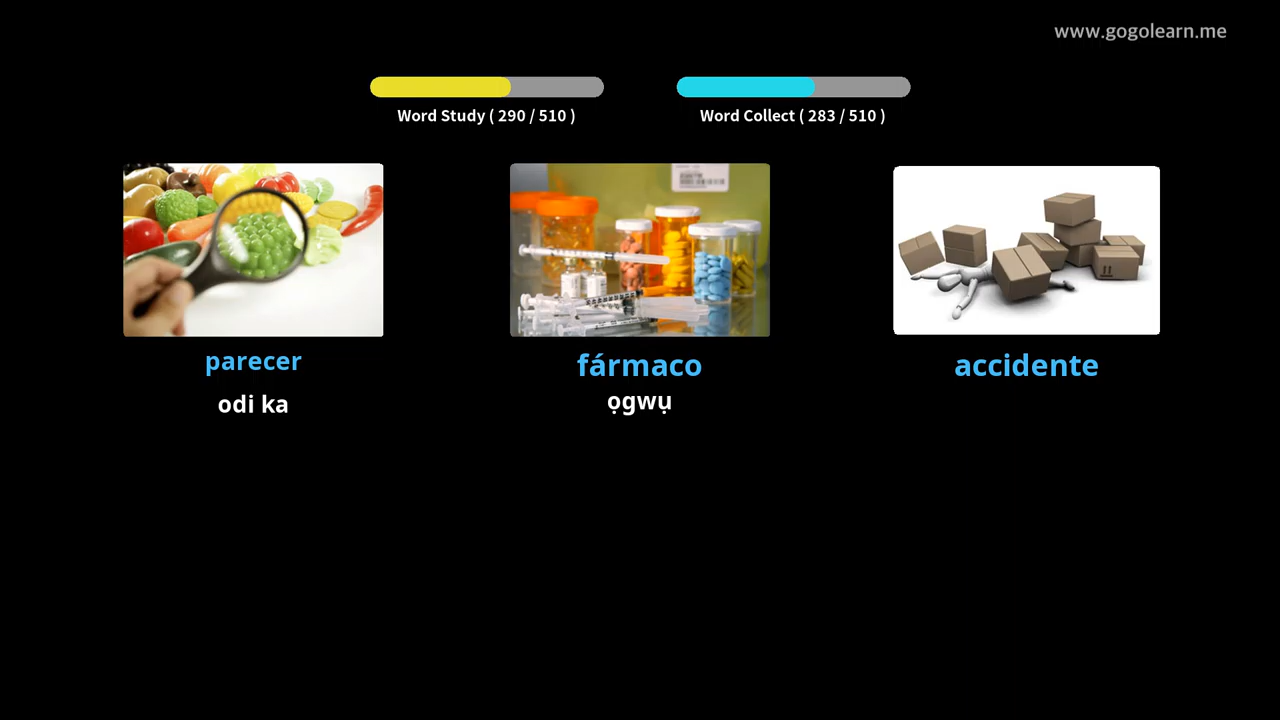 www.gogolearn.me
Word Study ( 290 / 510 )
Word Collect ( 283 / 510 )
parecer
odi ka
fármaco
ọgwụ
accidente